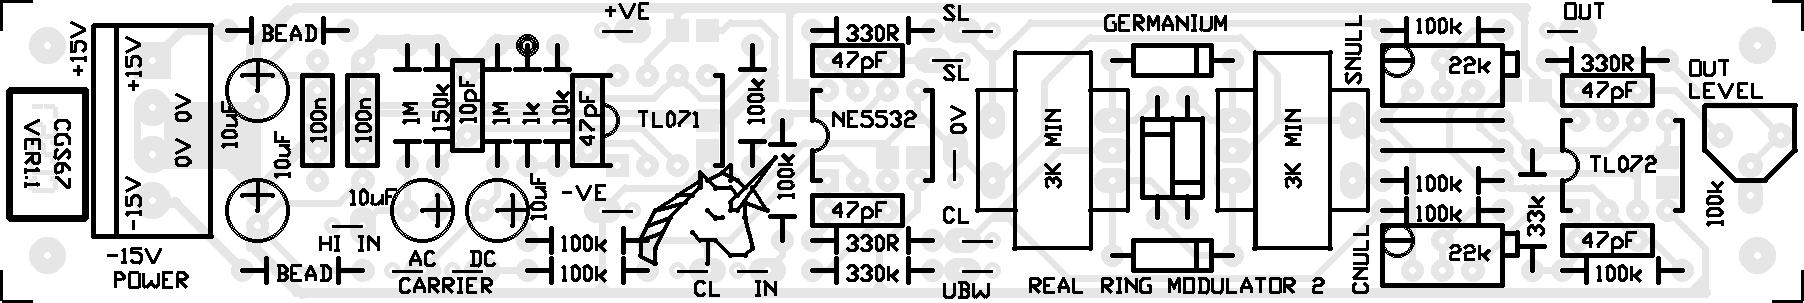 +15V
+15V
0V 0V
-15V
-15V
POWER
CGS67
VER1.1
BEAD
10uF
10uF
100n
100n
BEAD
10uF
HI IN
AC
DC
CARRIER
1M
150k
10pF
1M
1k
10k
47pF
10uF
+VE
-VE
TL071
100k
100k
100k
100k
CL IN
330R
47pF
NE5532
47pF
330R
330k
SL
SL
0V
CL
UBW
GERMANIUM
3K MIN
3K MIN
REAL RING MODULATOR 2
SNULL
100k
22k
100k
100k
CNULL
22k
33k
OUT
330R
47pF
TL072
47pF
100k
OUT
LEVEL
100k